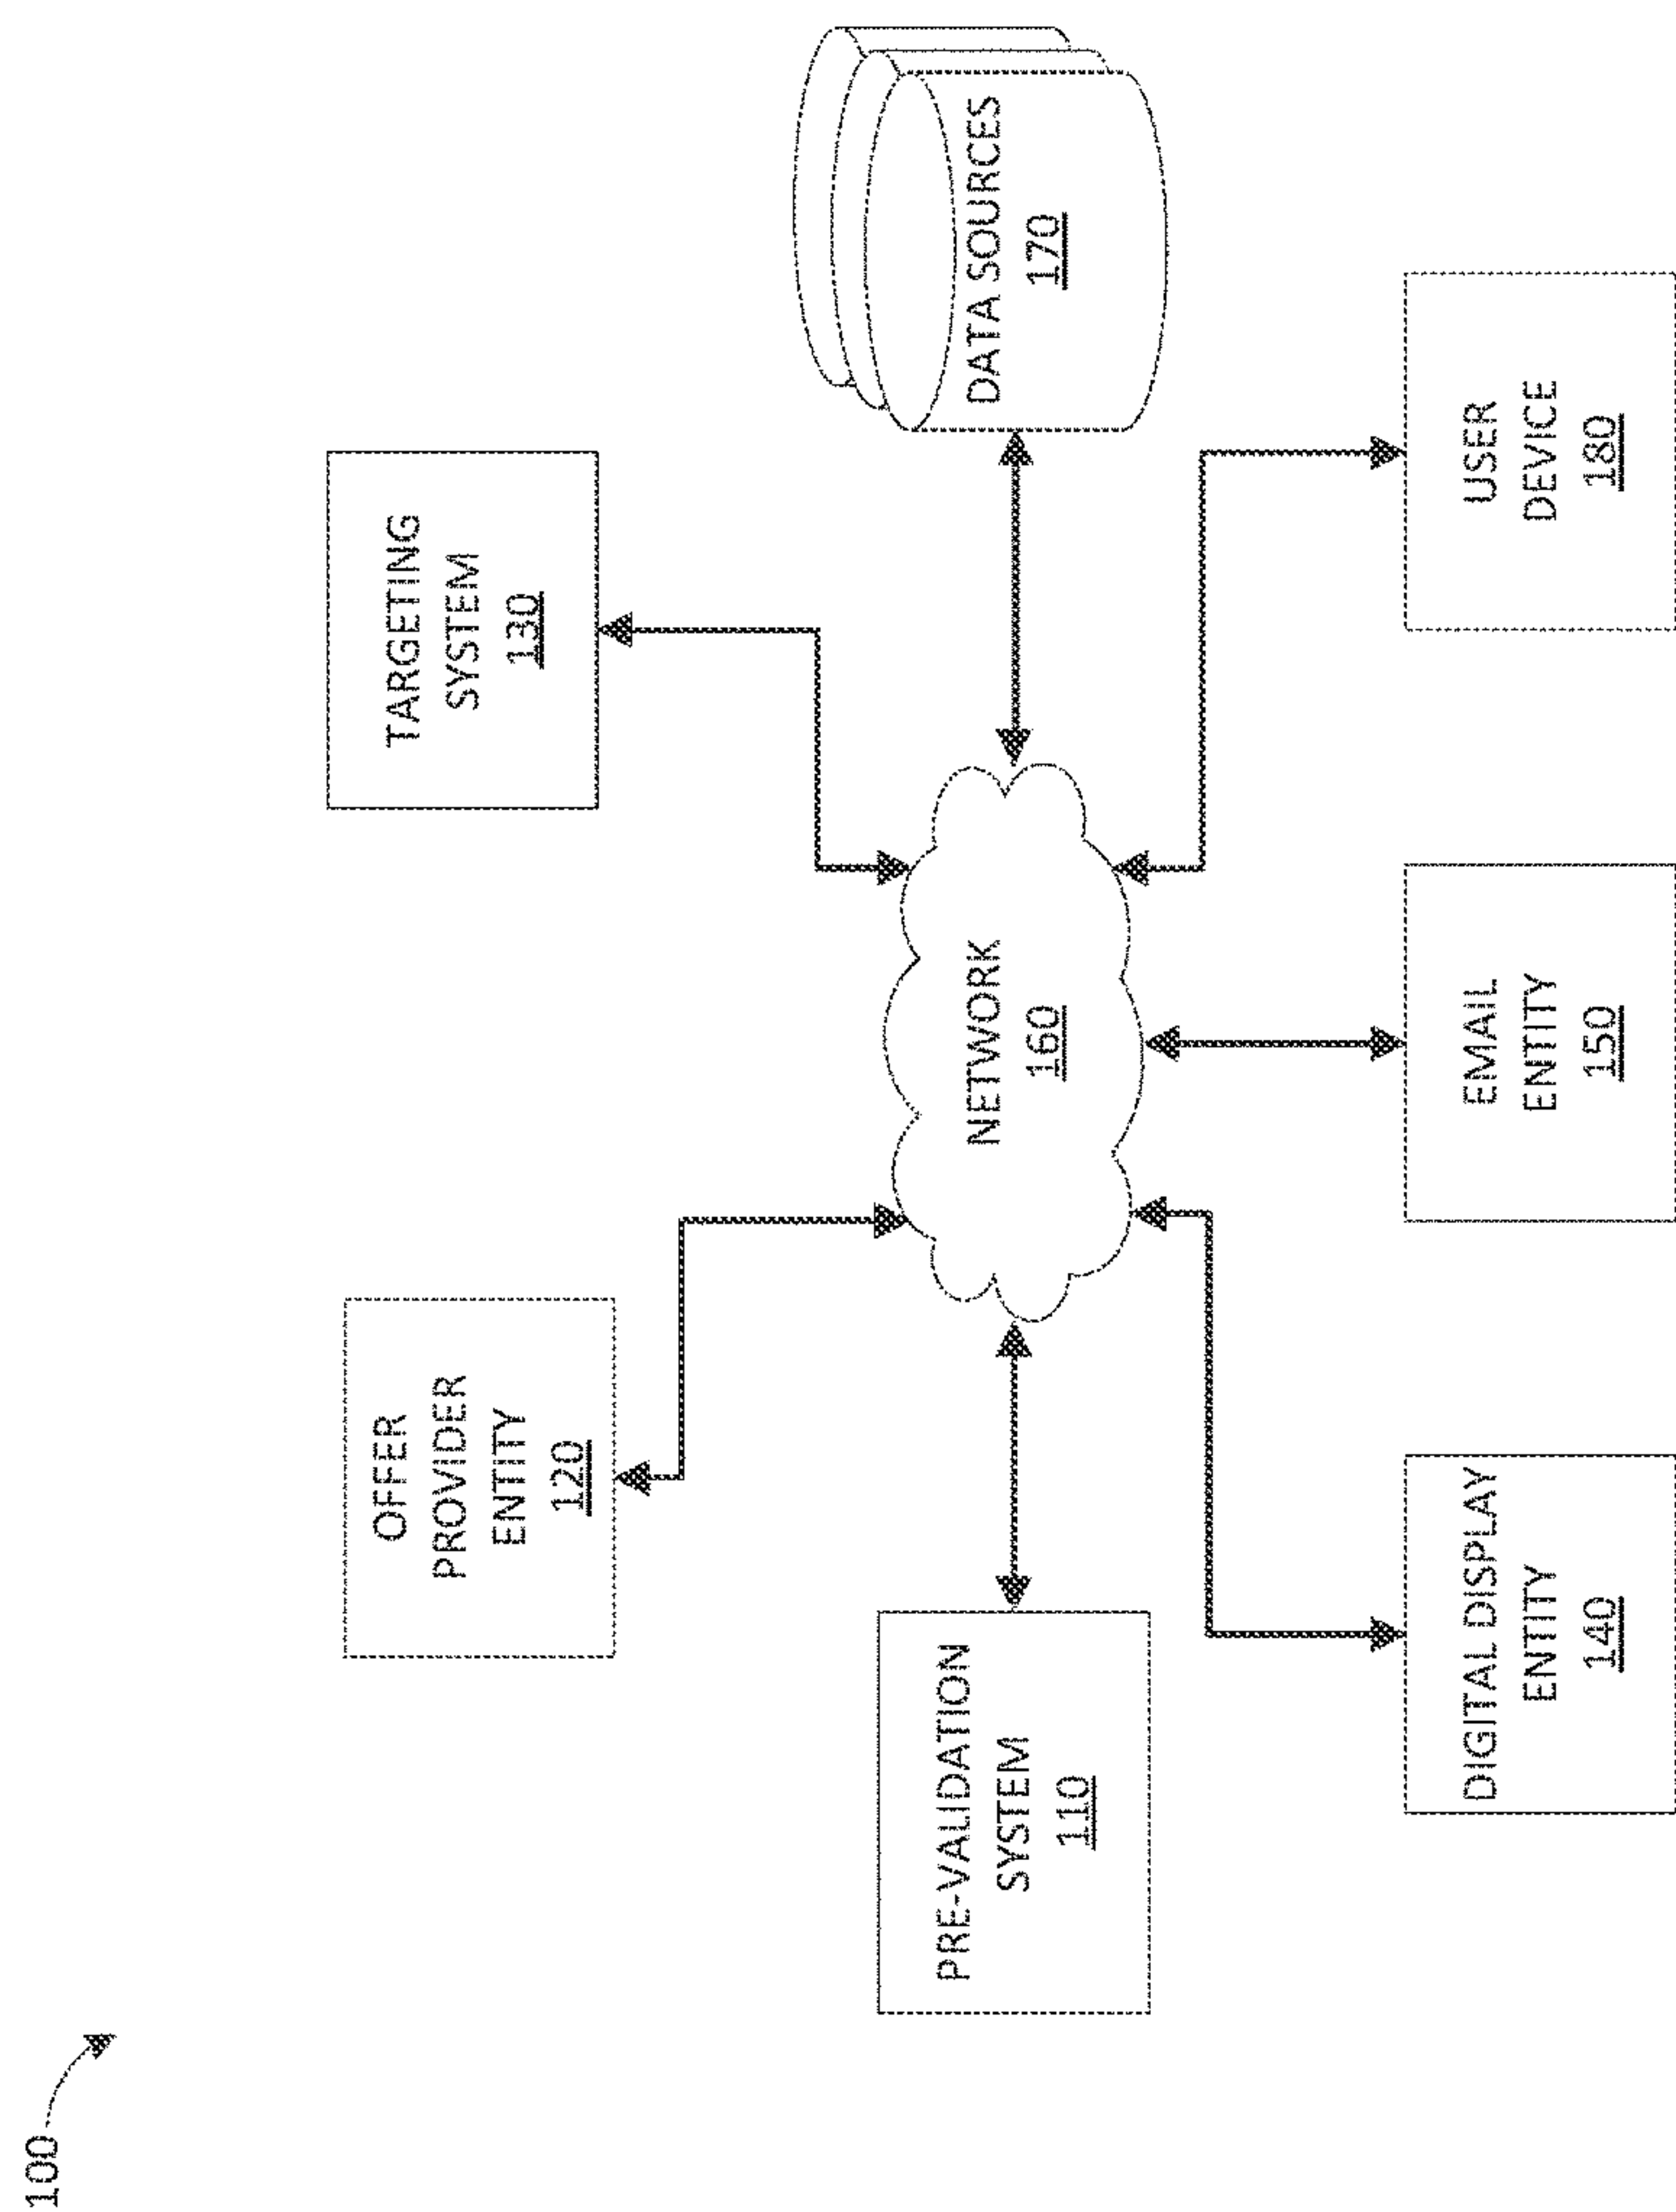 100
OFFER
PROVIDER
ENTITY
120
TARGETING
SYSTEM
130
PRE-VALIDATION
SYSTEM
110
NETWORK
160
DATA SOURCES
170
DIGITAL DISPLAY
ENTITY
140
EMAIL
ENTITY
150
USER
DEVICE
180